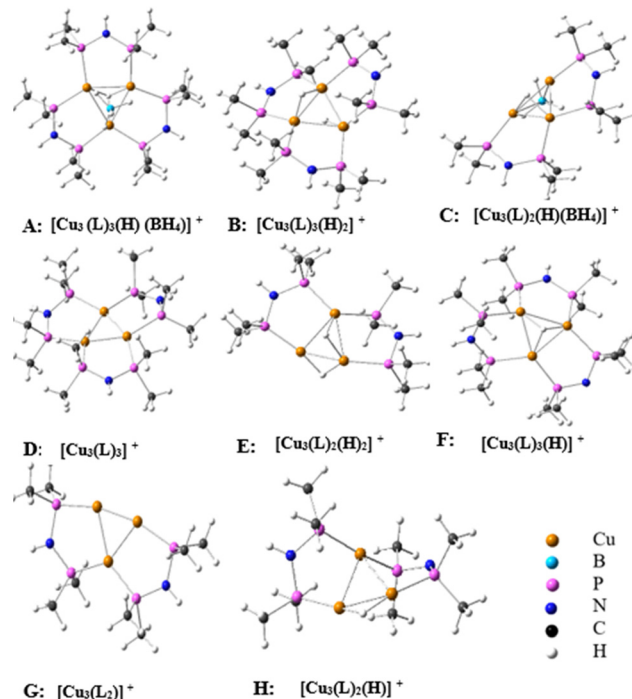 A: [Cu3 (L)3(H) (BH4)] +
B: [Cu3(L)3(H)2] +
C: [Cu3(L)2(H)(BH4)] +
D: [Cu3(L)3] +
E: [Cu3(L)2(H)2] +
F: [Cu3(L)3(H)] +
Cu
B
P
N
C
H
G: [Cu3(L2)] +
H: [Cu3(L)2(H)] +